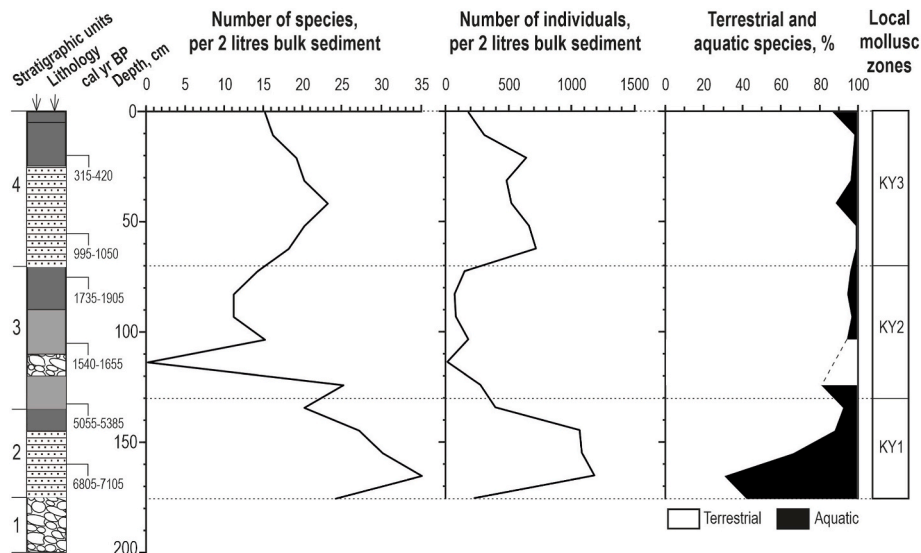 Stratigraphic units
Lithology
cal yr BP
Depth, cm
Number of species,
per 2 litres bulk sediment
Number of individuals,
per 2 litres bulk sediment
Terrestrial and
aquatic species, %
Local
mollusc
zones
0 5 10 15 20 25 30 35
0 500 1000 1500
0 20 40 60 80 100
0
50
100
150
200
4
3
2
1
315-420
995-1050
1735-1905
1540-1655
5055-5385
6805-7105
KY3
KY2
KY1
Terrestrial
Aquatic